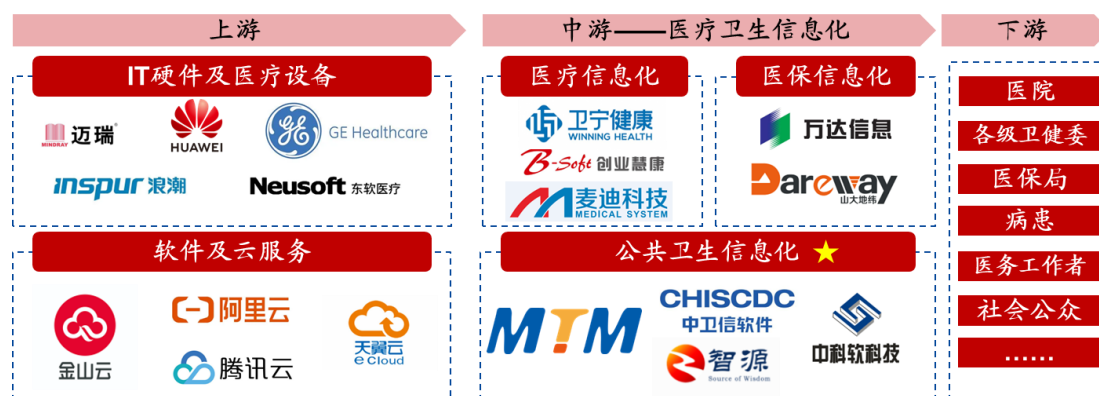 上游
中游——医疗卫生信息化
下游
IT硬件及医疗设备
医疗信息化
医保信息化
MINDRAY 迈瑞®
HUAWEI
GE GE Healthcare
inspur 浪潮
Neusoft 东软医疗
卫宁健康
WINNING HEALTH
B-Soft 创业慧康
麦迪科技
MEDICAL SYSTEM
万达信息
Dareway
山大地纬
医院
各级卫健委
医保局
病患
医务工作者
社会公众
……
软件及云服务
公共卫生信息化
金山云
阿里云
腾讯云
天翼云
e Cloud
MTM
CHISCDC
中卫信软件
智源
Source of Wisdom
中科软科技